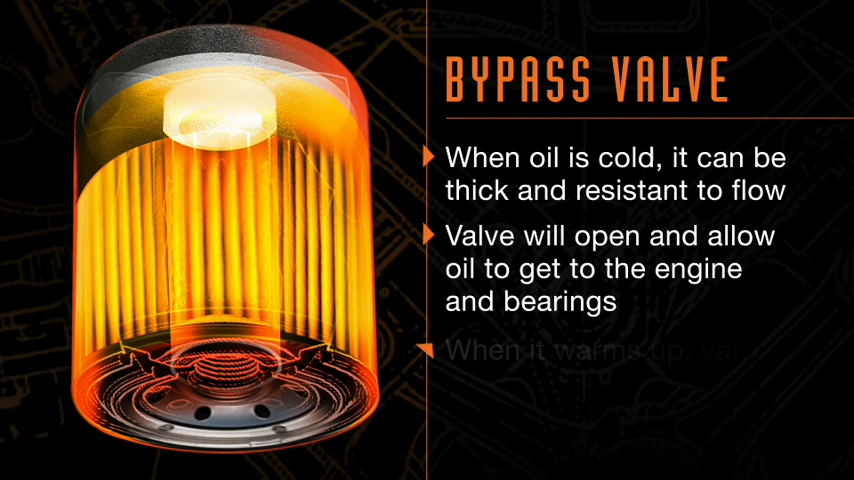 BYPASS VALVE
When oil is cold, it can be
thick and resistant to flow
Valve will open and allow
oil to get to the engine
and bearings
When it warms up,